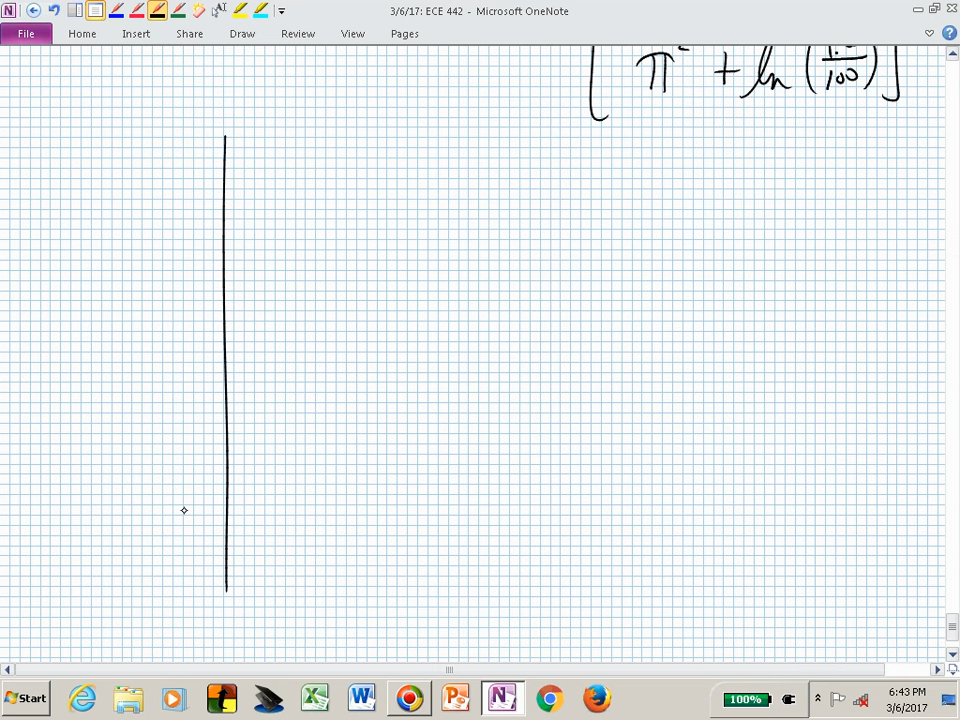 3/6/17: ECE 442 - Microsoft OneNote
File Home Insert Share Draw Review View Pages
π² + ln (
100
)]
Start
100%
6:43 PM
3/6/2017